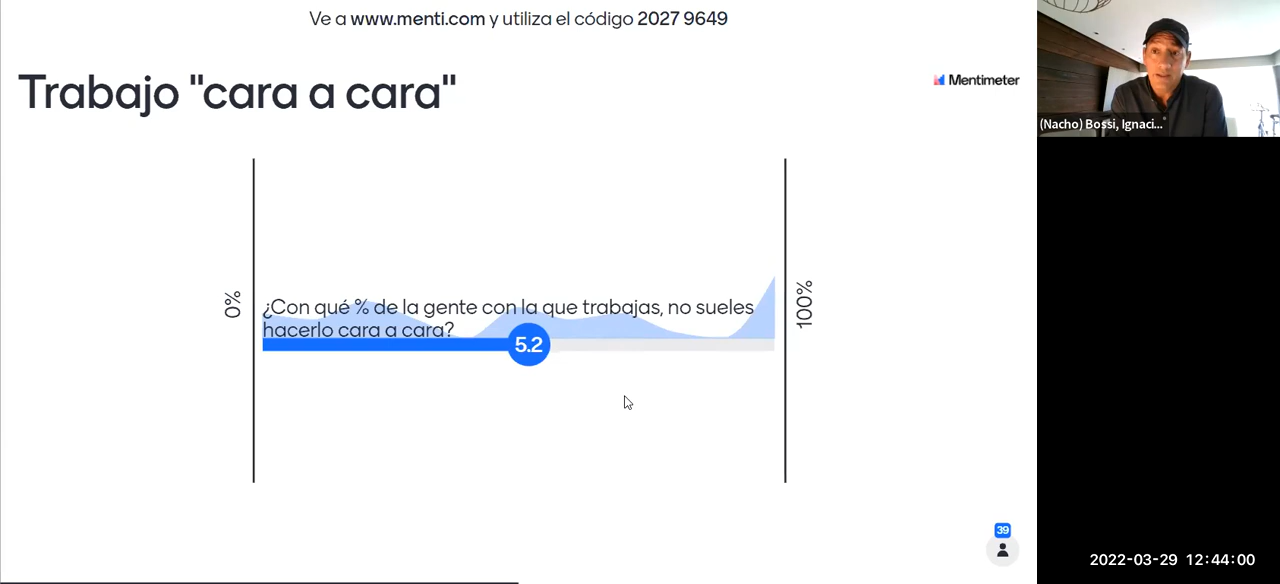 Ve a www.menti.com y utiliza el código 2027 9649
Trabajo "cara a cara"
Mentimeter
(Nacho) Bossi, Ignaci...
0%
¿Con qué % de la gente con la que trabajas, no sueles
hacerlo cara a cara?
100%
5.2
39
2022-03-29 12:44:00